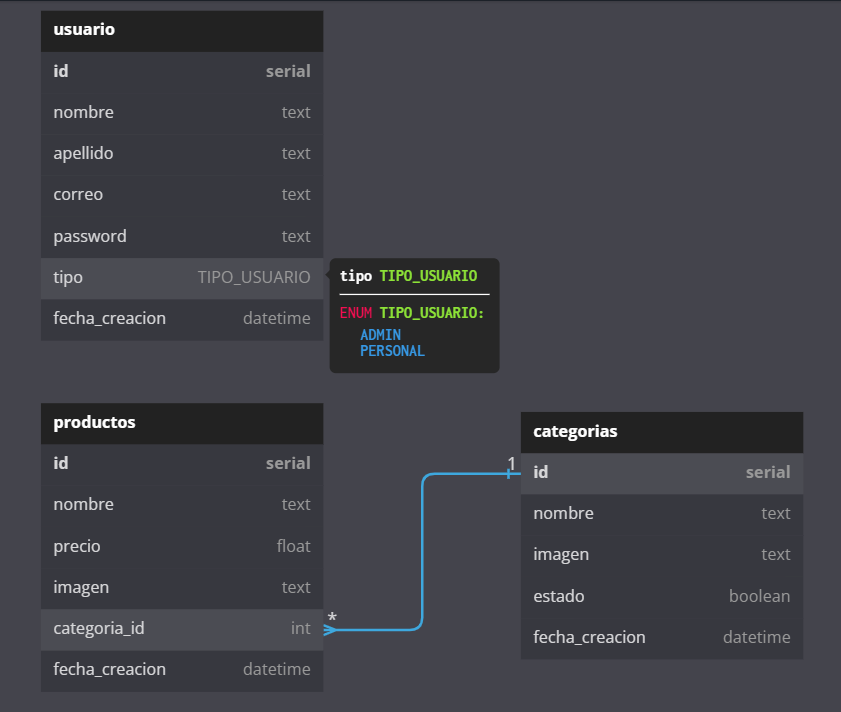 usuario
id serial
nombre text
apellido text
correo text
password text
tipo TIPO_USUARIO
fecha_creacion datetime
tipo TIPO_USUARIO
ENUM TIPO_USUARIO:
ADMIN
PERSONAL
productos
id serial
nombre text
precio float
imagen text
categoria_id int
fecha_creacion datetime
*
1
categorias
id serial
nombre text
imagen text
estado boolean
fecha_creacion datetime